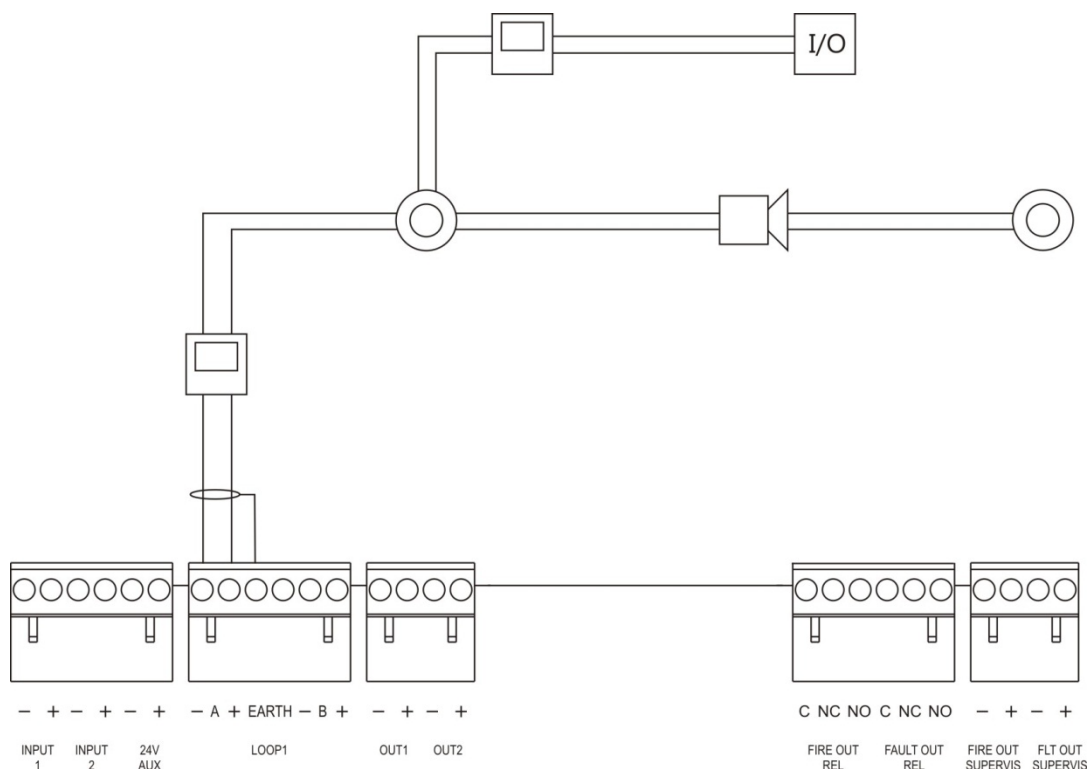 I/O
− + − + − + − A + EARTH − B + − + − + C NC NO C NC NO − + − +
INPUT 1 INPUT 2 24V AUX LOOP1 OUT1 OUT2 FIRE OUT REL FAULT OUT REL FIRE OUT SUPERVIS FLT OUT SUPERVIS